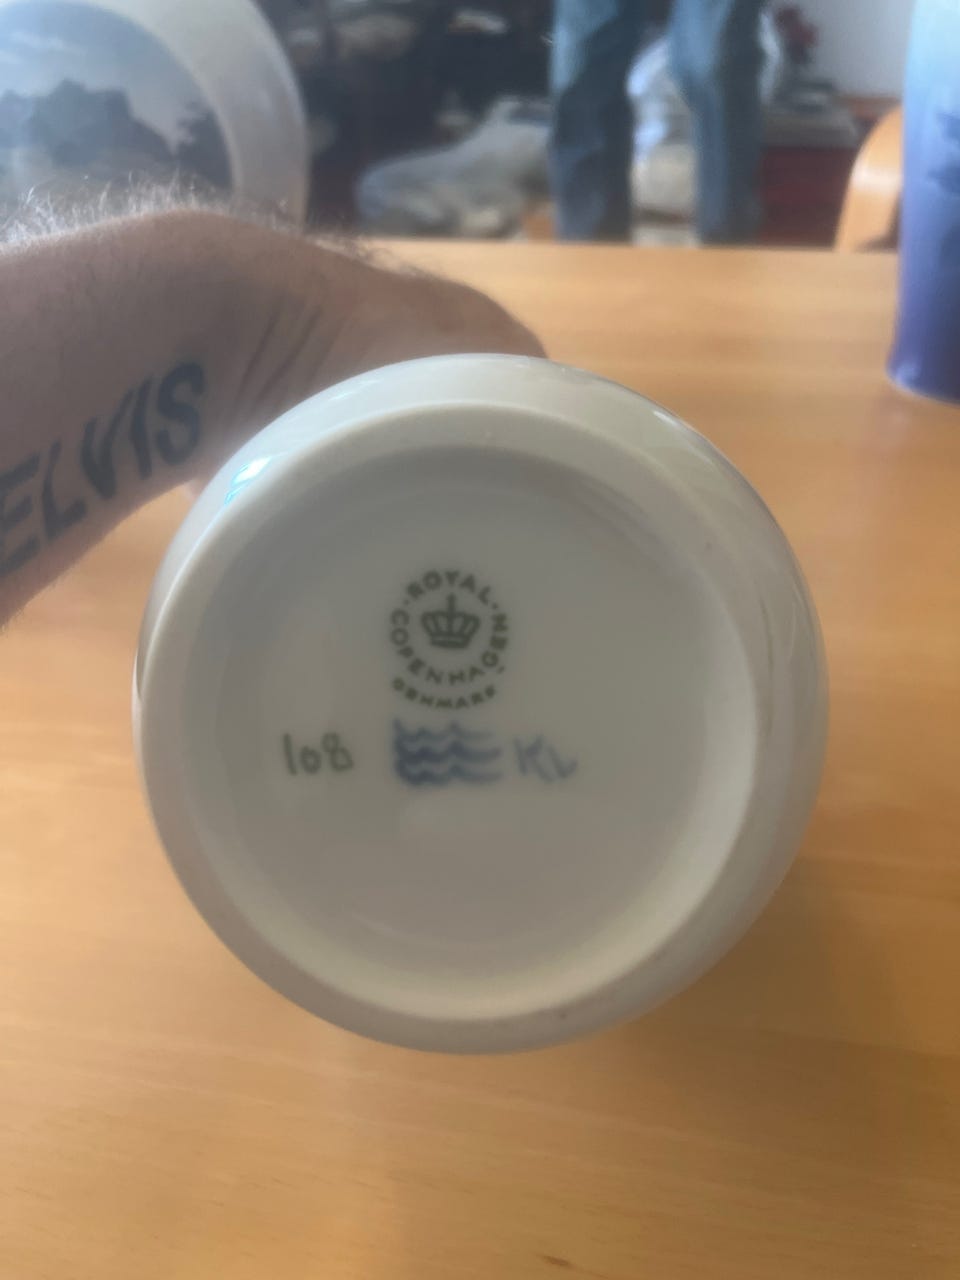 ELVIS
ROYAL
COPENHAGEN
DENMARK
108
KL